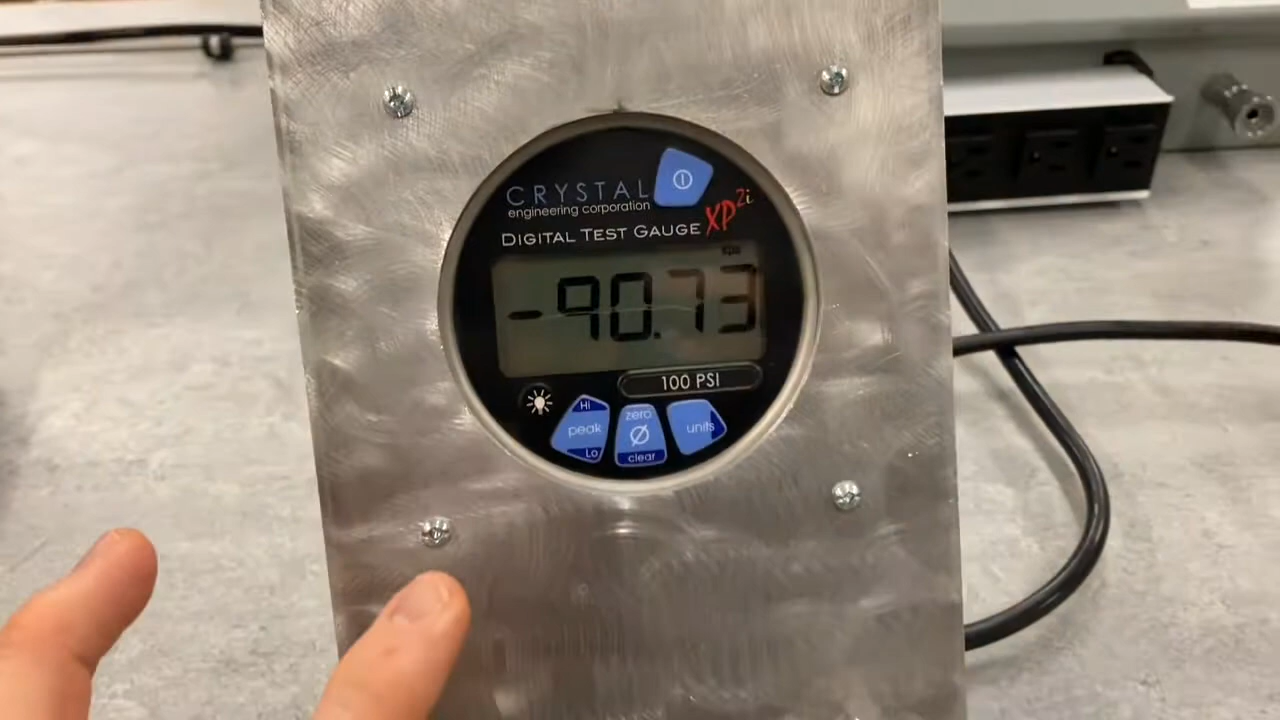 CRYSTAL
engineering corporation
XP2i
DIGITAL TEST GAUGE
-90.73
100 PSI
Hi
peak
Lo
zero
clear
units